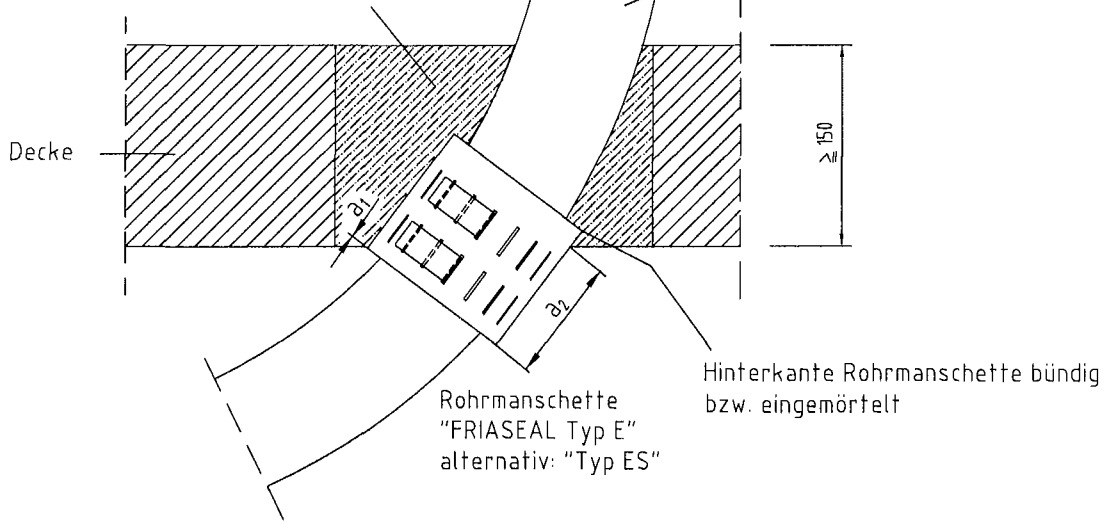 Decke
≥ 150
a1
a2
Hinterkante Rohrmanschette bündig
bzw. eingemörtelt
Rohrmanschette
"FRIASEAL Typ E"
alternativ: "Typ ES"